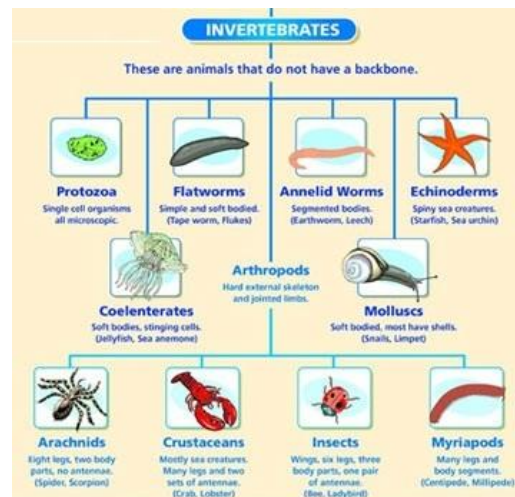 INVERTEBRATES
These are animals that do not have a backbone.
Protozoa
Single cell organisms
all microscopic.
Flatworms
Simple and soft bodied.
(Tape worm, Flukes)
Annelid Worms
Segmented bodies.
(Earthworm, Leech)
Echinoderms
Spiny sea creatures.
(Starfish, Sea urchin)
Coelenterates
Soft bodies, stinging cells.
(Jellyfish, Sea anemone)
Arthropods
Hard external skeleton
and jointed limbs.
Molluscs
Soft bodied, most have shells.
(Snails, Limpet)
Arachnids
Eight legs, two body
parts, no antennae.
(Spider, Scorpion)
Crustaceans
Mostly sea creatures.
Many legs and two
sets of antennae.
(Crab, Lobster)
Insects
Wings, six legs, three
body parts, one pair
of antennae.
(Bee, Ladybird)
Myriapods
Many legs and
body segments.
(Centipede, Millipede)